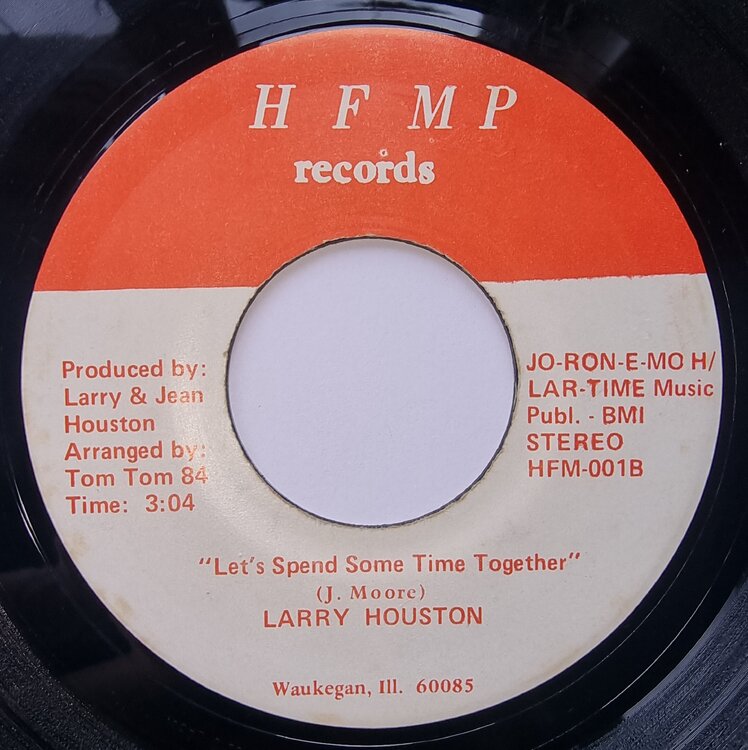 H F M P
records
Produced by:
Larry & Jean
Houston
Arranged by:
Tom Tom 84
Time: 3:04
JO-RON-E-MO H/
LAR-TIME Music
Publ. - BMI
STEREO
HFM-001B
"Let's Spend Some Time Together"
(J. Moore)
LARRY HOUSTON
Waukegan, Ill. 60085